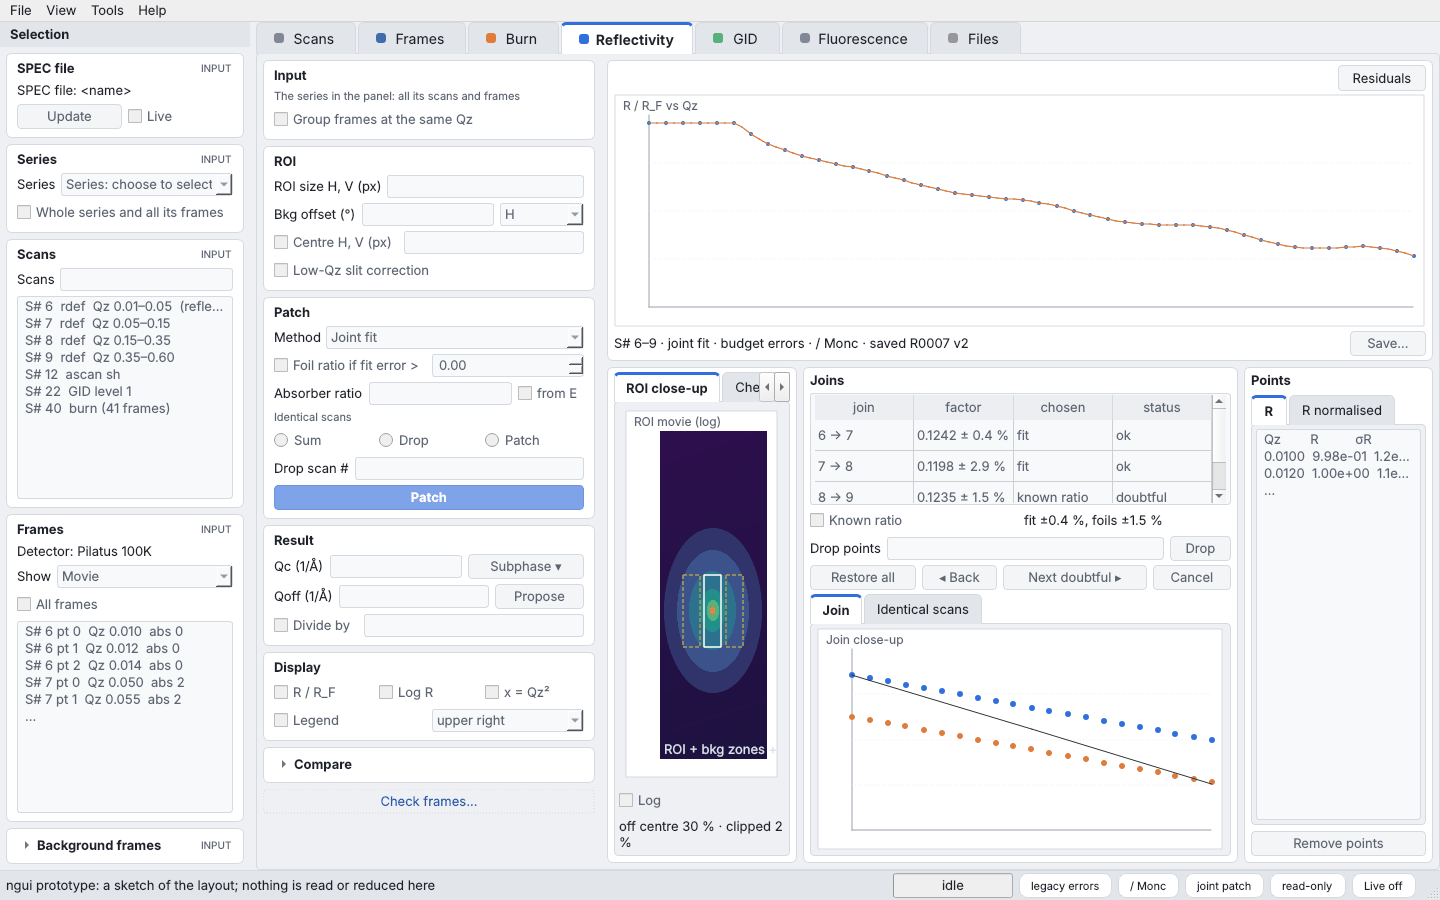 File View Tools Help
Selection
SPEC file INPUT
SPEC file: <name>
Update Live
Series INPUT
Series Series: choose to select
Whole series and all its frames
Scans INPUT
Scans
S# 6 rdef Qz 0.01–0.05 (refle...
S# 7 rdef Qz 0.05–0.15
S# 8 rdef Qz 0.15–0.35
S# 9 rdef Qz 0.35–0.60
S# 12 ascan sh
S# 22 GID level 1
S# 40 burn (41 frames)
Frames INPUT
Detector: Pilatus 100K
Show Movie
All frames
S# 6 pt 0 Qz 0.010 abs 0
S# 6 pt 1 Qz 0.012 abs 0
S# 6 pt 2 Qz 0.014 abs 0
S# 7 pt 0 Qz 0.050 abs 2
S# 7 pt 1 Qz 0.055 abs 2
...
Background frames INPUT
Scans Frames Burn Reflectivity GID Fluorescence Files
Input
The series in the panel: all its scans and frames
Group frames at the same Qz
ROI
ROI size H, V (px)
Bkg offset (°) H
Centre H, V (px)
Low-Qz slit correction
Patch
Method Joint fit
Foil ratio if fit error > 0.00
Absorber ratio from E
Identical scans
Sum Drop Patch
Drop scan #
Patch
Result
Qc (1/Å) Subphase ▾
Qoff (1/Å) Propose
Divide by
Display
R / R_F Log R x = Qz²
Legend upper right
Compare
Check frames...
Residuals
R / R_F vs Qz
S# 6–9 · joint fit · budget errors · / Monc · saved R0007 v2 Save...
ROI close-up Che
ROI movie (log)
ROI + bkg zones +
Log
off centre 30 % · clipped 2
%
Joins
join factor chosen status
6 → 7 0.1242 ± 0.4 % fit ok
7 → 8 0.1198 ± 2.9 % fit ok
8 → 9 0.1235 ± 1.5 % known ratio doubtful
Known ratio fit ±0.4 %, foils ±1.5 %
Drop points Drop
Restore all ◂ Back Next doubtful ▸ Cancel
Join Identical scans
Join close-up
Points
R R normalised
Qz R σR
0.0100 9.98e-01 1.2e...
0.0120 1.00e+00 1.1e...
...
Remove points
ngui prototype: a sketch of the layout; nothing is read or reduced here idle legacy errors / Monc joint patch read-only Live off